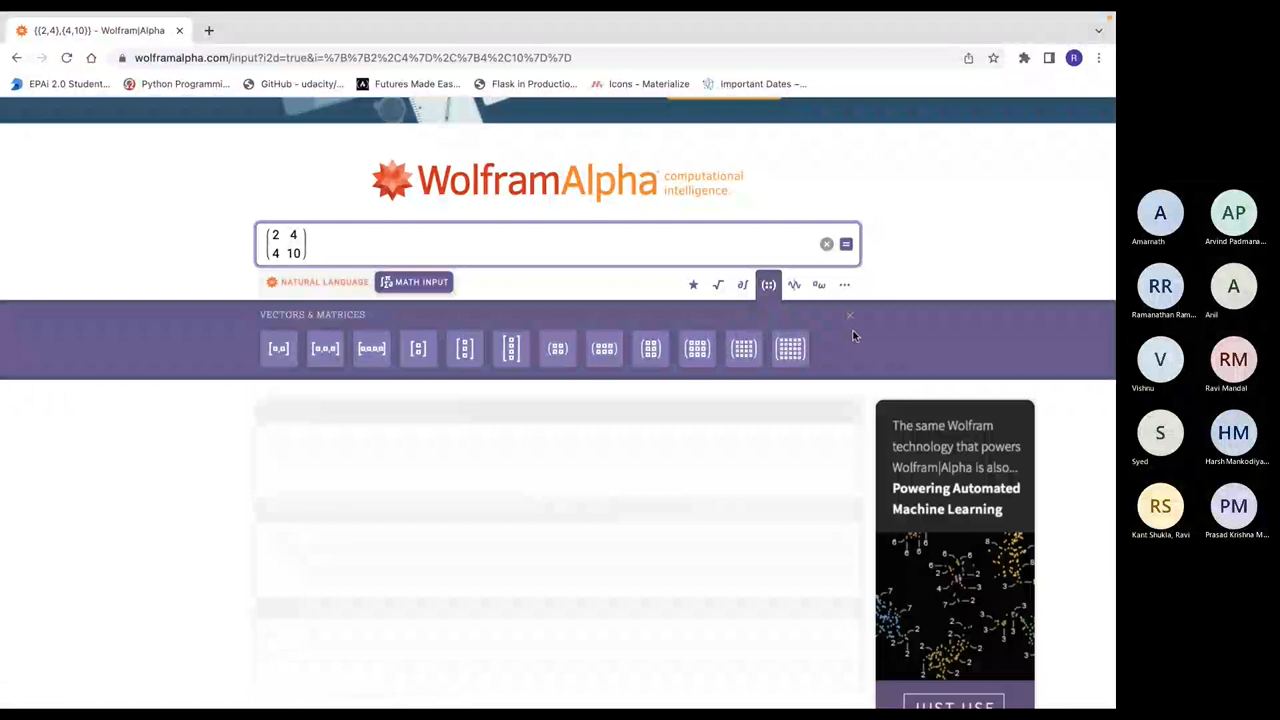 {{2,4},{4,10}} - Wolfram|Alpha
wolframalpha.com/input?i2d=true&i=%7B%7B2%2C4%7D%2C%7B4%2C10%7D%7D
R
EPAi 2.0 Student...
Python Programmi...
GitHub - udacity/...
Futures Made Eas...
Flask in Productio...
Icons - Materialize
Important Dates –...
WolframAlpha computational
intelligence.
2 4
4 10
NATURAL LANGUAGE
MATH INPUT
VECTORS & MATRICES
The same Wolfram
technology that powers
Wolfram|Alpha is also...
Powering Automated
Machine Learning
JUST USE
A
Amarnath
AP
Arvind Padmana...
RR
Ramanathan Ram...
A
Anil
V
Vishnu
RM
Ravi Mandal
S
Syed
HM
Harsh Mankodiya...
RS
Kant Shukla, Ravi
PM
Prasad Krishna M...